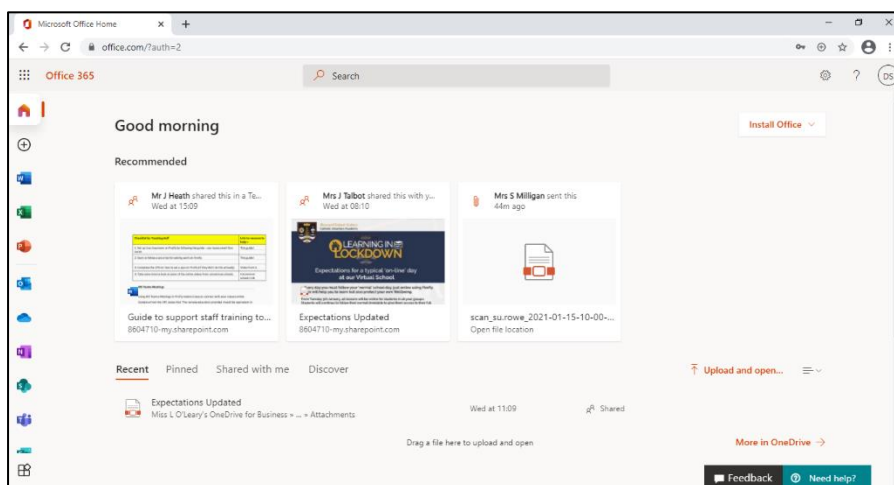 Microsoft Office Home
office.com/?auth=2
Office 365
Search
DS
Good morning
Install Office
Recommended
Mr J Heath shared this in a Te...
Wed at 15:09
Guide to support staff training to...
8604710-my.sharepoint.com
Mrs J Talbot shared this with y...
Wed at 08:10
LEARNING IN
LOCKDOWN
Expectations for a typical 'on-line' day
at our Virtual School
Expectations Updated
8604710-my.sharepoint.com
Mrs S Milligan sent this
44m ago
scan_su.rowe_2021-01-15-10-00-...
Open file location
Recent Pinned Shared with me Discover
Upload and open...
Expectations Updated
Miss L O'Leary's OneDrive for Business » ... » Attachments
Wed at 11:09
Shared
Drag a file here to upload and open
More in OneDrive →
Feedback
Need help?